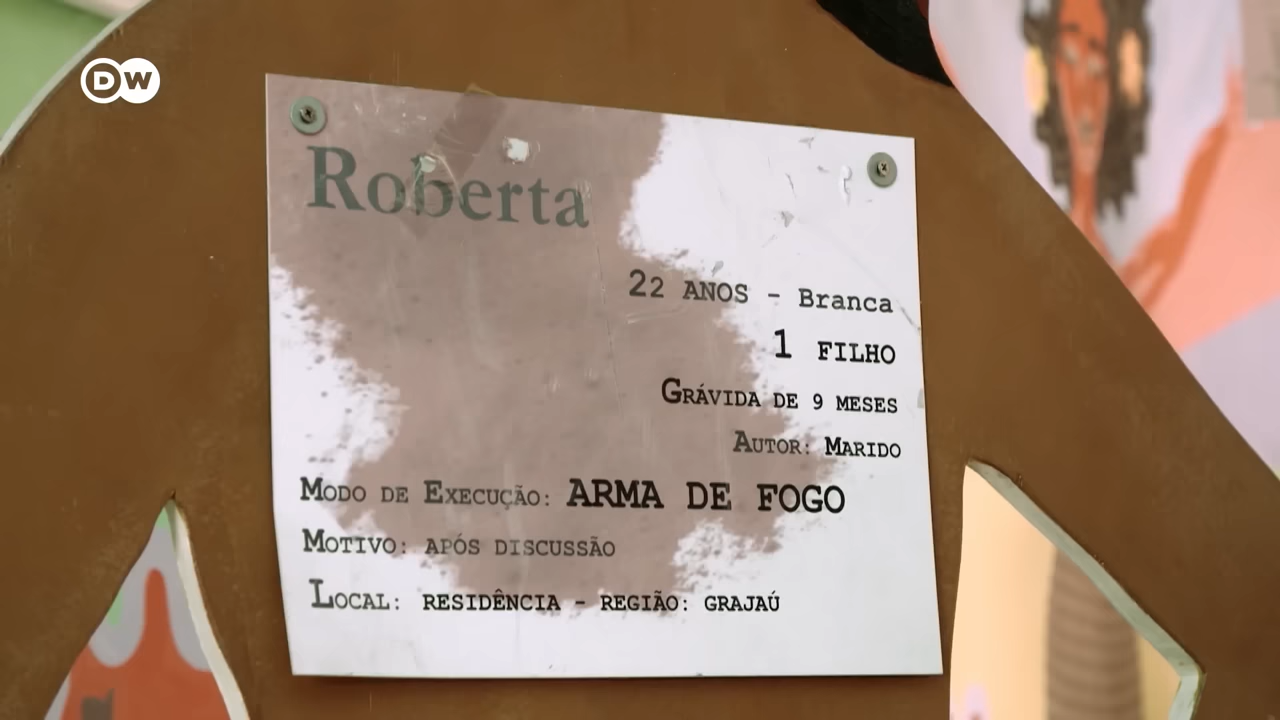 DW
Roberta
22 ANOS - Branca
1 FILHO
GRÁVIDA DE 9 MESES
AUTOR: MARIDO
MODO DE EXECUÇÃO: ARMA DE FOGO
MOTIVO: APÓS DISCUSSÃO
LOCAL: RESIDÊNCIA - REGIÃO: GRAJAÚ